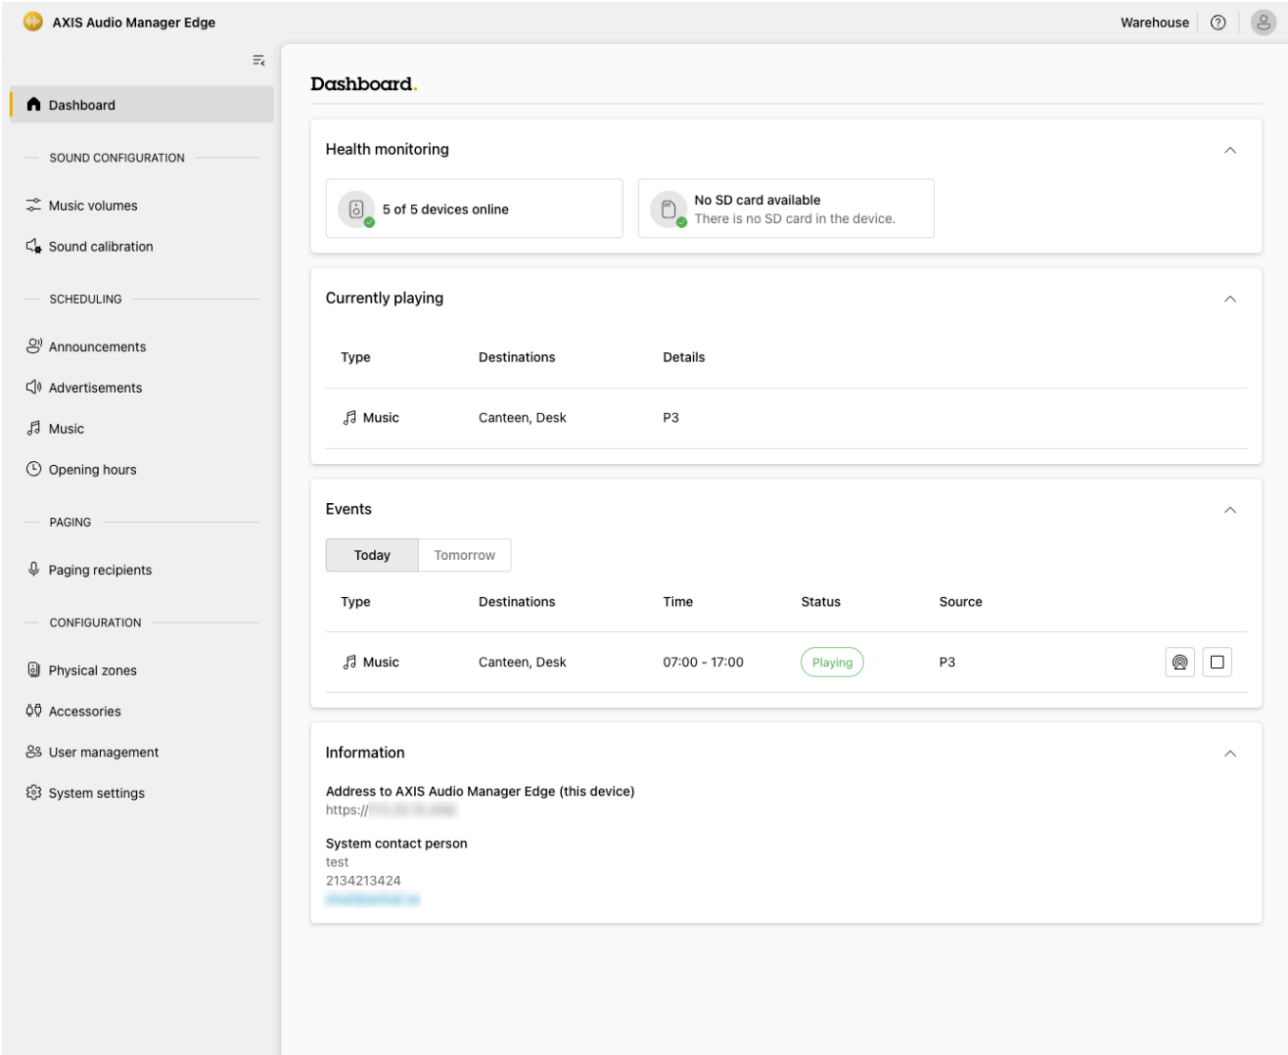 AXIS Audio Manager Edge
Warehouse
Dashboard
SOUND CONFIGURATION
Music volumes
Sound calibration
SCHEDULING
Announcements
Advertisements
Music
Opening hours
PAGING
Paging recipients
CONFIGURATION
Physical zones
Accessories
User management
System settings
Dashboard.
Health monitoring
5 of 5 devices online
No SD card available
There is no SD card in the device.
Currently playing
Type Destinations Details
Music Canteen, Desk P3
Events
Today Tomorrow
Type Destinations Time Status Source
Music Canteen, Desk 07:00 - 17:00 Playing P3
Information
Address to AXIS Audio Manager Edge (this device)
https://
System contact person
test
2134213424